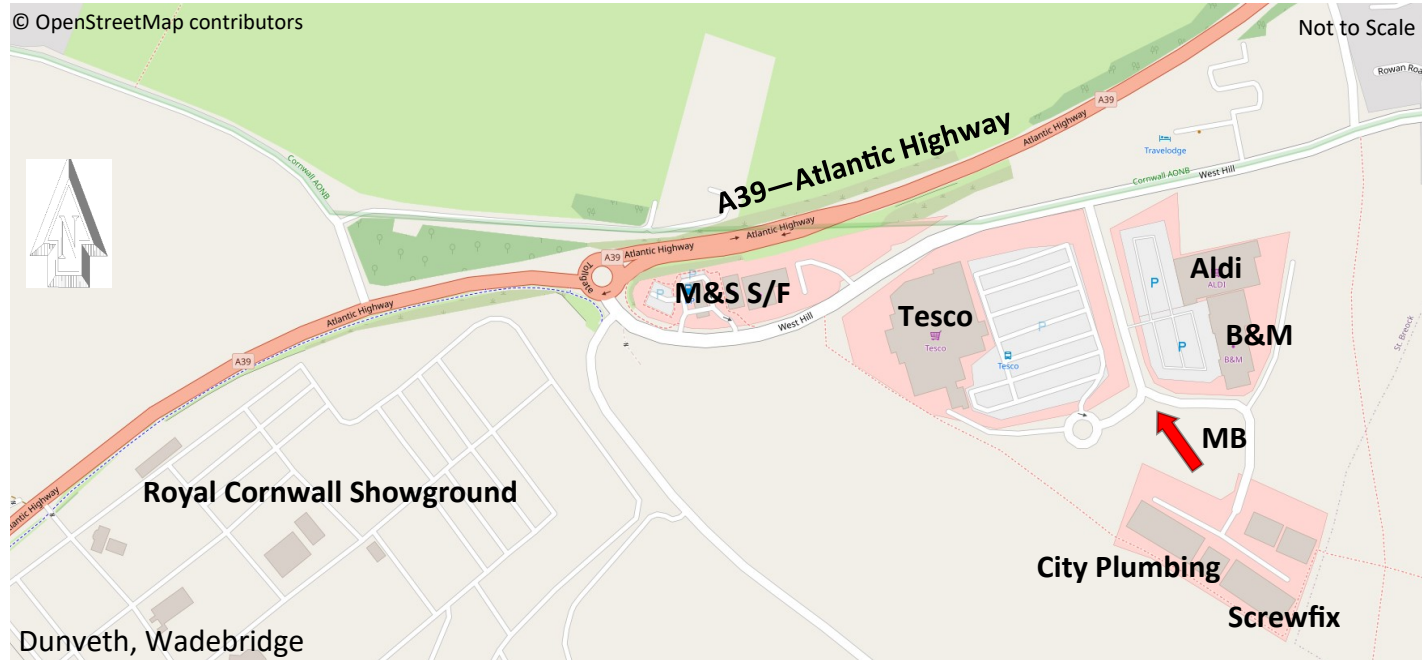 © OpenStreetMap contributors
Not to Scale
Rowan Roa
A39
Atlantic Highway
A39—Atlantic Highway
Travelodge
Cornwall AONB
West Hill
Cornwall AONB
N
Atlantic Highway
A39
Atlantic Highway
Tollgate
P
M&S S/F
P
Aldi
ALDI
P
Tesco
Tesco
P
Tesco
West Hill
B&M
B&M
P
St. Breock
Atlantic Highway
A39
MB
Royal Cornwall Showground
lantic Highway
City Plumbing
Screwfix
Dunveth, Wadebridge